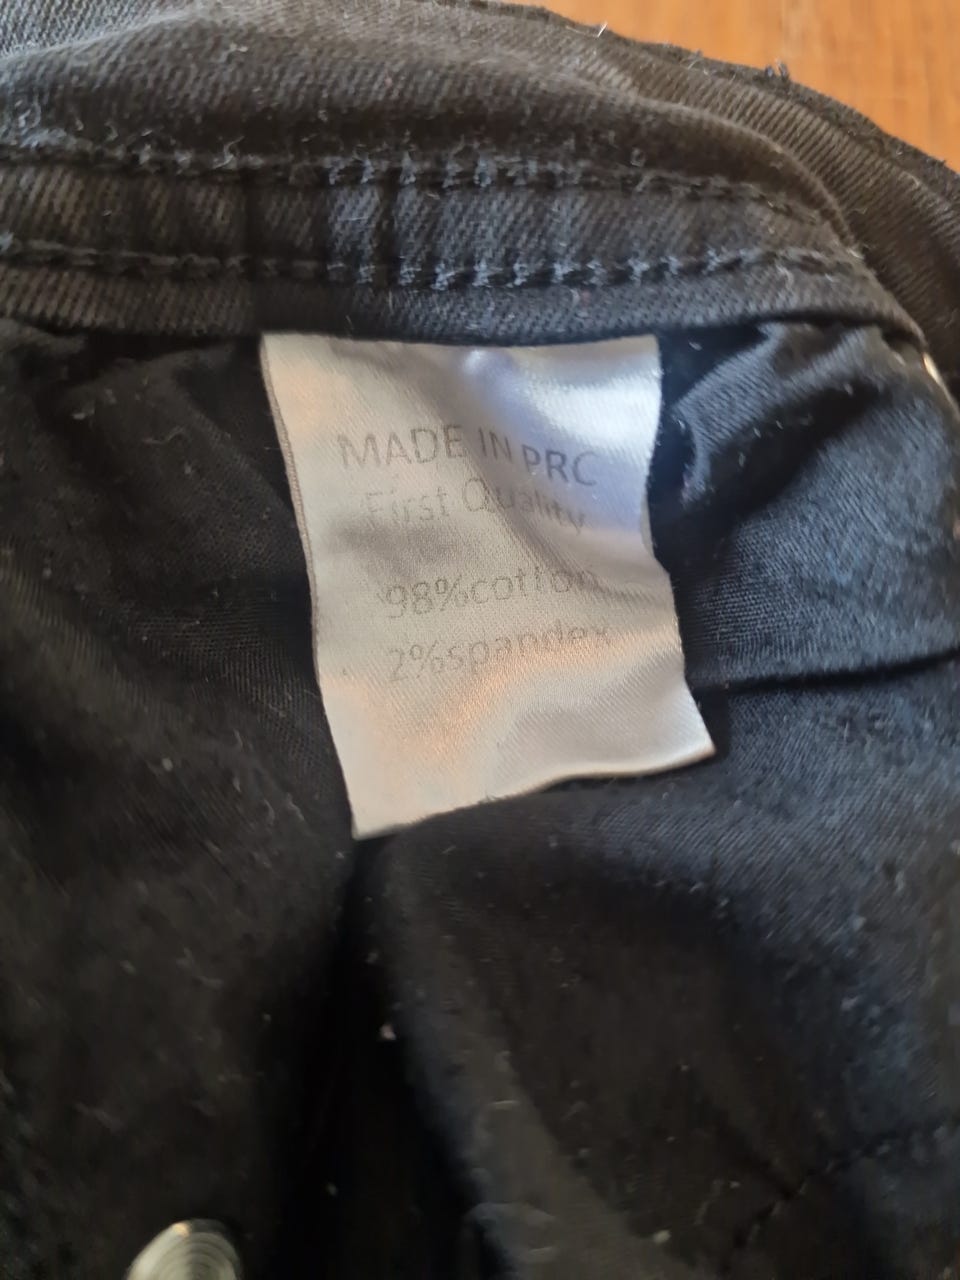 MADE IN PRC
First Quality
98%cotton
2%spandex